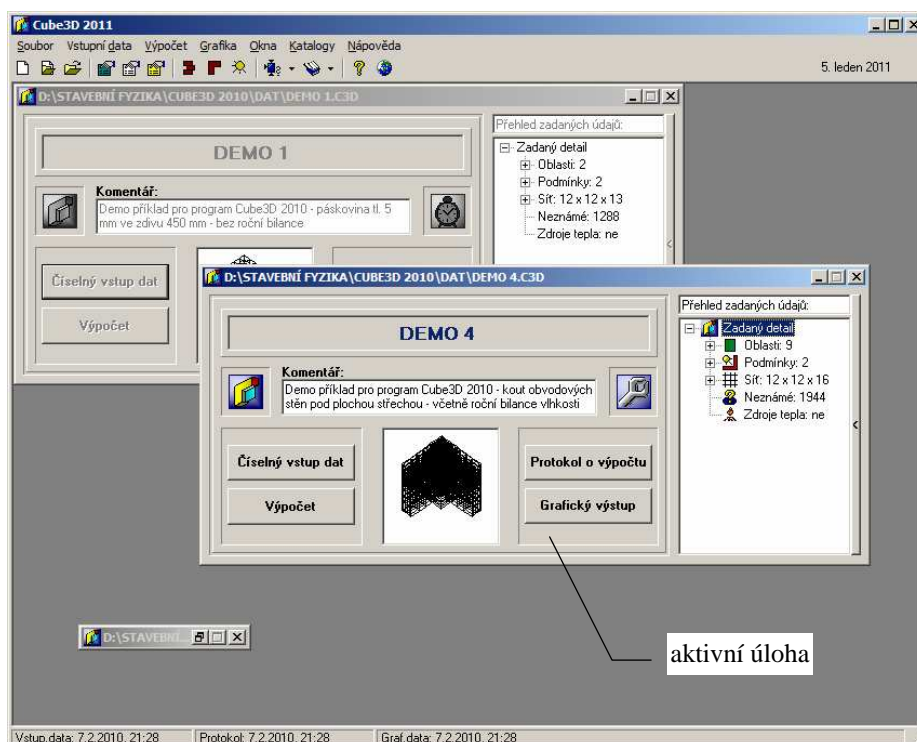 Cube3D 2011
Soubor Vstupní data Výpočet Grafika Okna Katalogy Nápověda
5. leden 2011
D:\STAVEBNÍ FYZIKA\CUBE3D 2010\DAT\DEMO 1.C3D
DEMO 1
Komentář:
Demo příklad pro program Cube3D 2010 - páskovina tl. 5
mm ve zdivu 450 mm - bez roční bilance
Číselný vstup dat
Výpočet
Přehled zadaných údajů:
Zadaný detail
Oblasti: 2
Podmínky: 2
Síť: 12 x 12 x 13
Neznámé: 1288
Zdroje tepla: ne
D:\STAVEBNÍ FYZIKA\CUBE3D 2010\DAT\DEMO 4.C3D
DEMO 4
Komentář:
Demo příklad pro program Cube3D 2010 - kout obvodových
stěn pod plochou střechou - včetně roční bilance vlhkosti
Číselný vstup dat
Výpočet
Protokol o výpočtu
Grafický výstup
Přehled zadaných údajů:
Zadaný detail
Oblasti: 9
Podmínky: 2
Síť: 12 x 12 x 16
Neznámé: 1944
Zdroje tepla: ne
D:\STAVEBNÍ...
aktivní úloha
Vstup.data: 7.2.2010, 21:28 Protokol: 7.2.2010, 21:28 Graf.data: 7.2.2010, 21:28